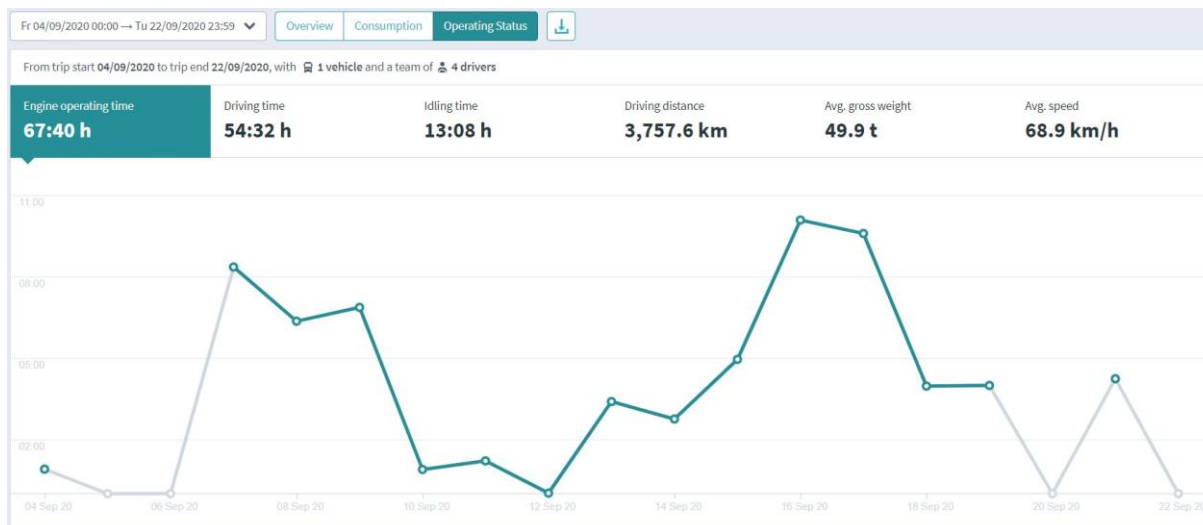 Fr 04/09/2020 00:00 → Tu 22/09/2020 23:59 Overview Consumption Operating Status
From trip start 04/09/2020 to trip end 22/09/2020, with 1 vehicle and a team of 4 drivers
Engine operating time Driving time Idling time Driving distance Avg. gross weight Avg. speed
67:40 h 54:32 h 13:08 h 3,757.6 km 49.9 t 68.9 km/h
11:00
08:00
05:00
02:00
04 Sep 20 06 Sep 20 08 Sep 20 10 Sep 20 12 Sep 20 14 Sep 20 16 Sep 20 18 Sep 20 20 Sep 20 22 Sep 20